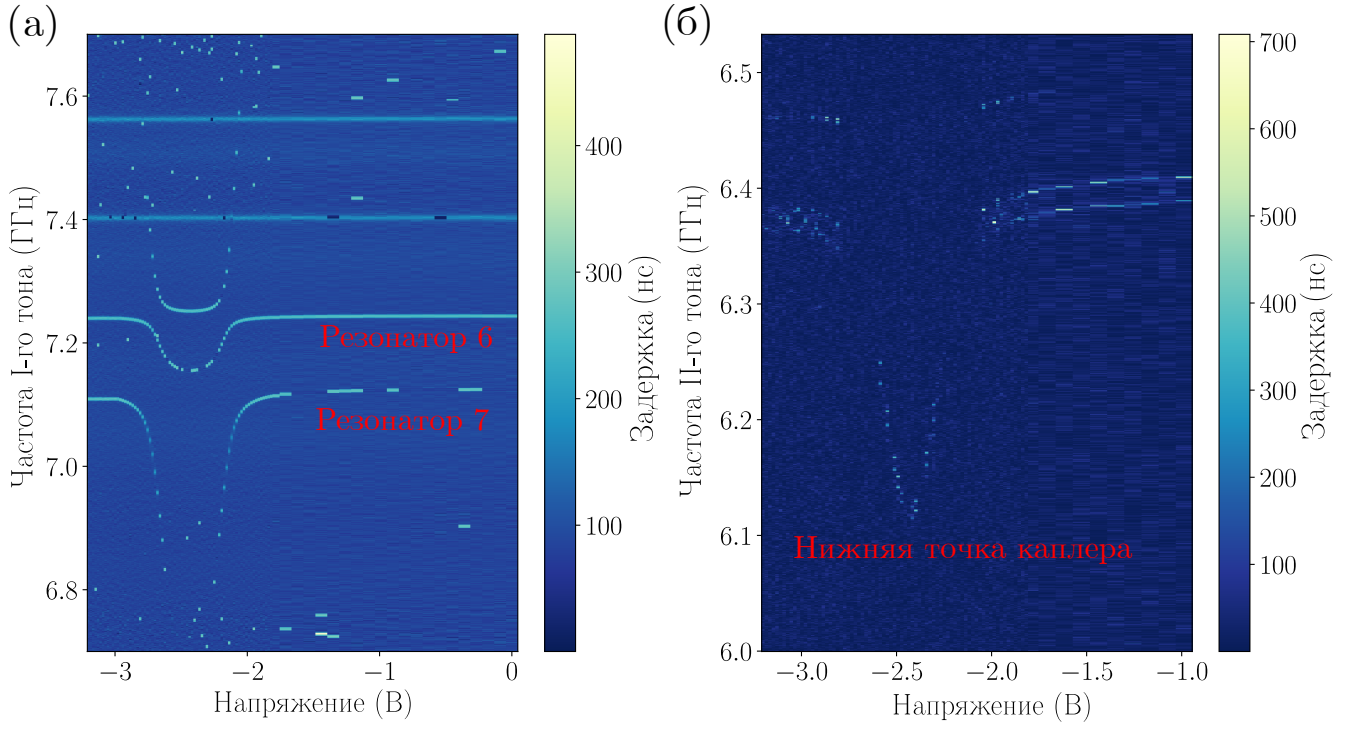 (а)
7.6
7.4
7.2
7.0
6.8
Частота I-го тона (ГГц)
Резонатор 6
Резонатор 7
−3
−2
−1
0
Напряжение (В)
400
300
200
100
Задержка (нс)
(б)
6.5
6.4
6.3
6.2
6.1
6.0
Частота II-го тона (ГГц)
Нижняя точка каплера
−3.0
−2.5
−2.0
−1.5
−1.0
Напряжение (В)
700
600
500
400
300
200
100
Задержка (нс)